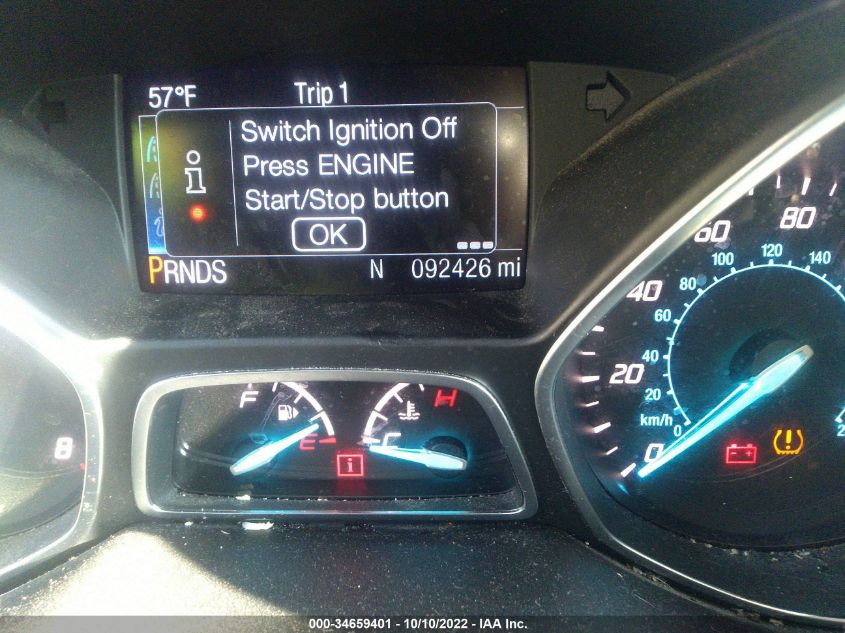 57°F Trip 1
Switch Ignition Off
Press ENGINE
Start/Stop button
OK
PRNDS N 092426 mi
F
E
H
C
8
0 20 40 60 80
km/h 0 20 40 60 80 100 120 140
000-34659401 - 10/10/2022 - IAA Inc.